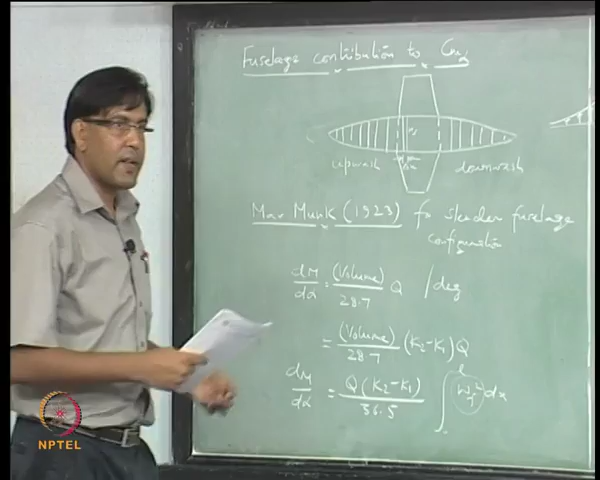 Fuselage contribution to Cmα
upwash
downwash
Max Munk (1923) for slender fuselage
configuration
dM/dα = (Volume)/28.7 Q /deg
= (Volume)/28.7 (K2-K1) Q
dM/dα = Q(K2-K1)/36.5 ∫ Wf² dx
NPTEL